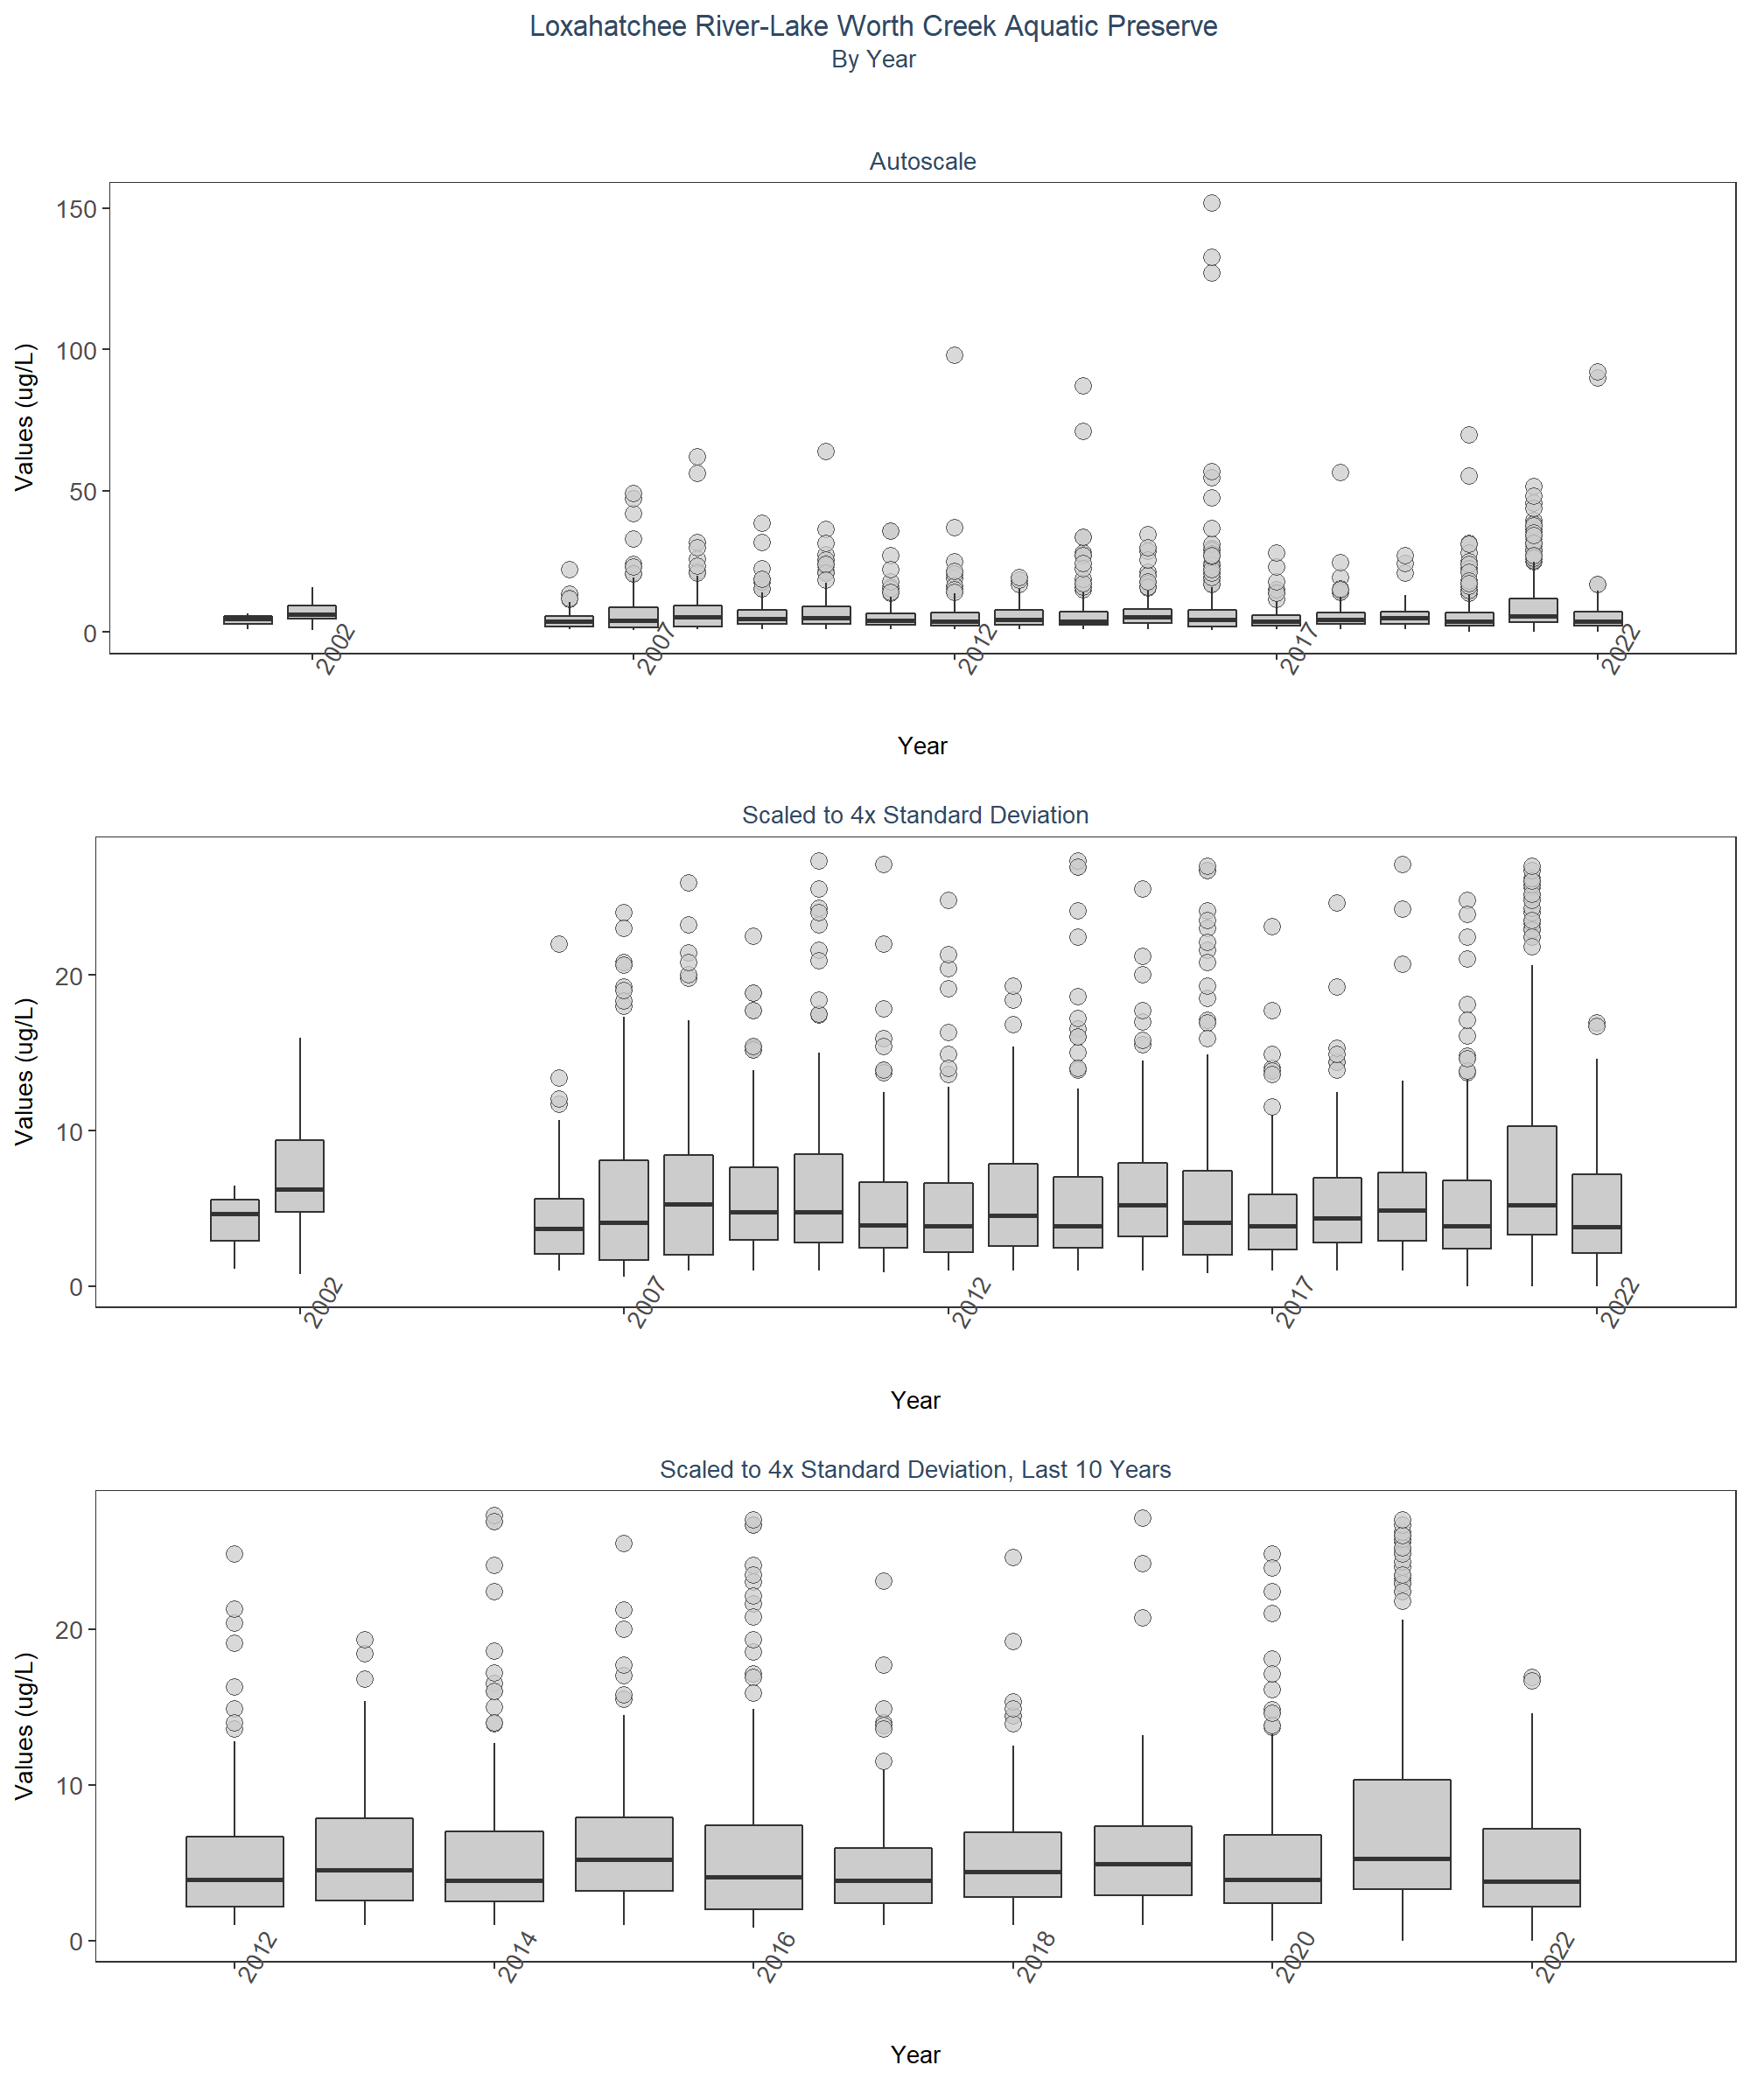 Loxahatchee River-Lake Worth Creek Aquatic Preserve
By Year
Autoscale
Values (ug/L)
150
100
50
0
2002
2007
2012
2017
2022
Year
Scaled to 4x Standard Deviation
Values (ug/L)
20
10
0
2002
2007
2012
2017
2022
Year
Scaled to 4x Standard Deviation, Last 10 Years
Values (ug/L)
20
10
0
2012
2014
2016
2018
2020
2022
Year